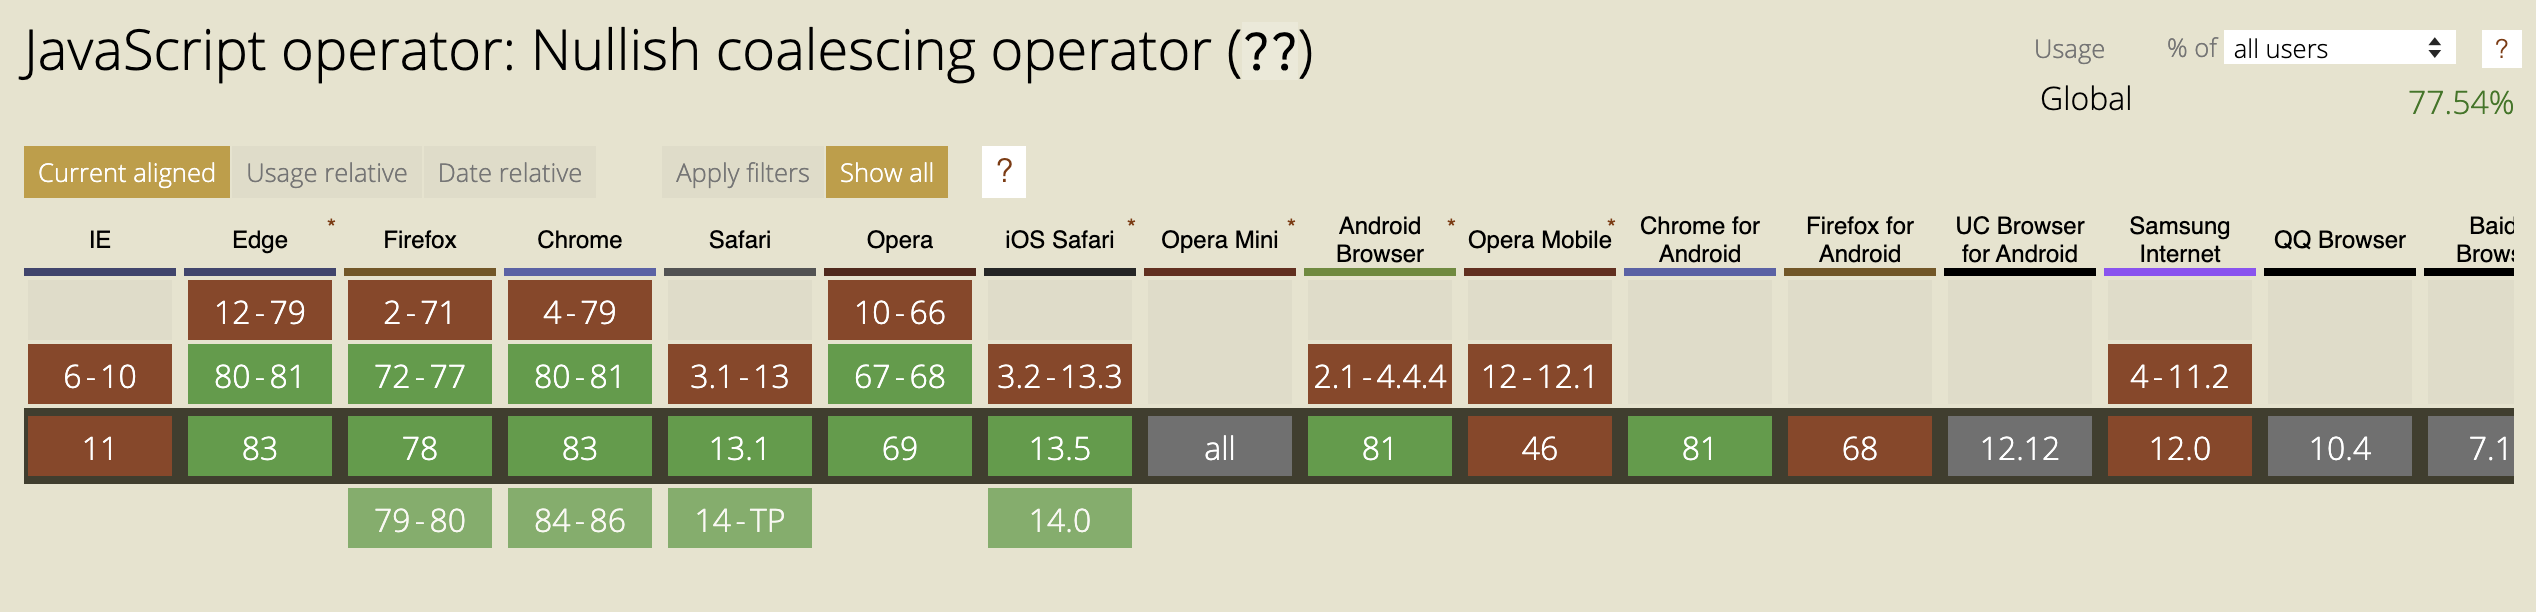 JavaScript operator: Nullish coalescing operator (??)
Usage % of all users ?
Global 77.54%
Current aligned Usage relative Date relative Apply filters Show all ?
IE Edge * Firefox Chrome Safari Opera iOS Safari * Opera Mini * Android Browser * Opera Mobile * Chrome for Android Firefox for Android UC Browser for Android Samsung Internet QQ Browser
12-79 2-71 4-79 10-66
6-10 80-81 72-77 80-81 3.1-13 67-68 3.2-13.3 2.1-4.4.4 12-12.1 4-11.2
11 83 78 83 13.1 69 13.5 all 81 46 81 68 12.12 12.0 10.4 7.1
79-80 84-86 14-TP 14.0